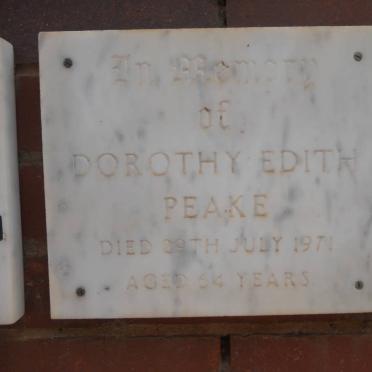 In Memory
of
DOROTHY EDITH
PEAKE
DIED 29TH JULY 1971
AGED 64 YEARS